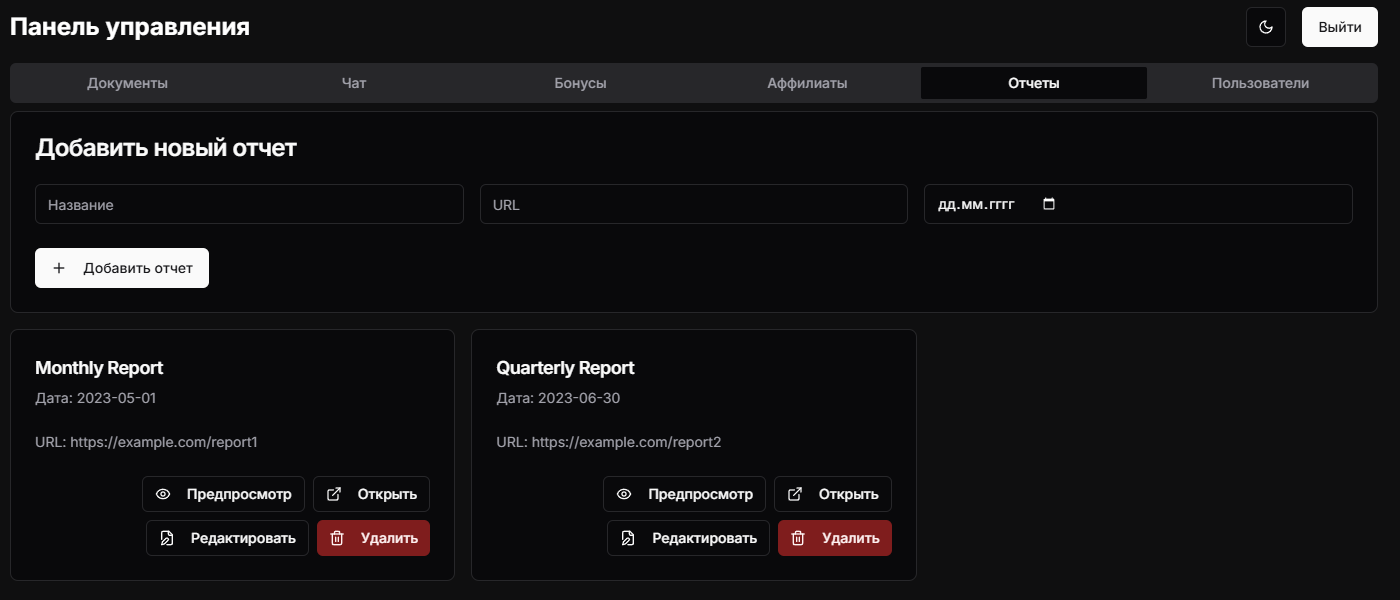 Панель управления
Выйти
Документы Чат Бонусы Аффилиаты Отчеты Пользователи
Добавить новый отчет
Название URL дд.мм.гггг
Добавить отчет
Monthly Report
Дата: 2023-05-01
URL: https://example.com/report1
Предпросмотр Открыть
Редактировать Удалить
Quarterly Report
Дата: 2023-06-30
URL: https://example.com/report2
Предпросмотр Открыть
Редактировать Удалить